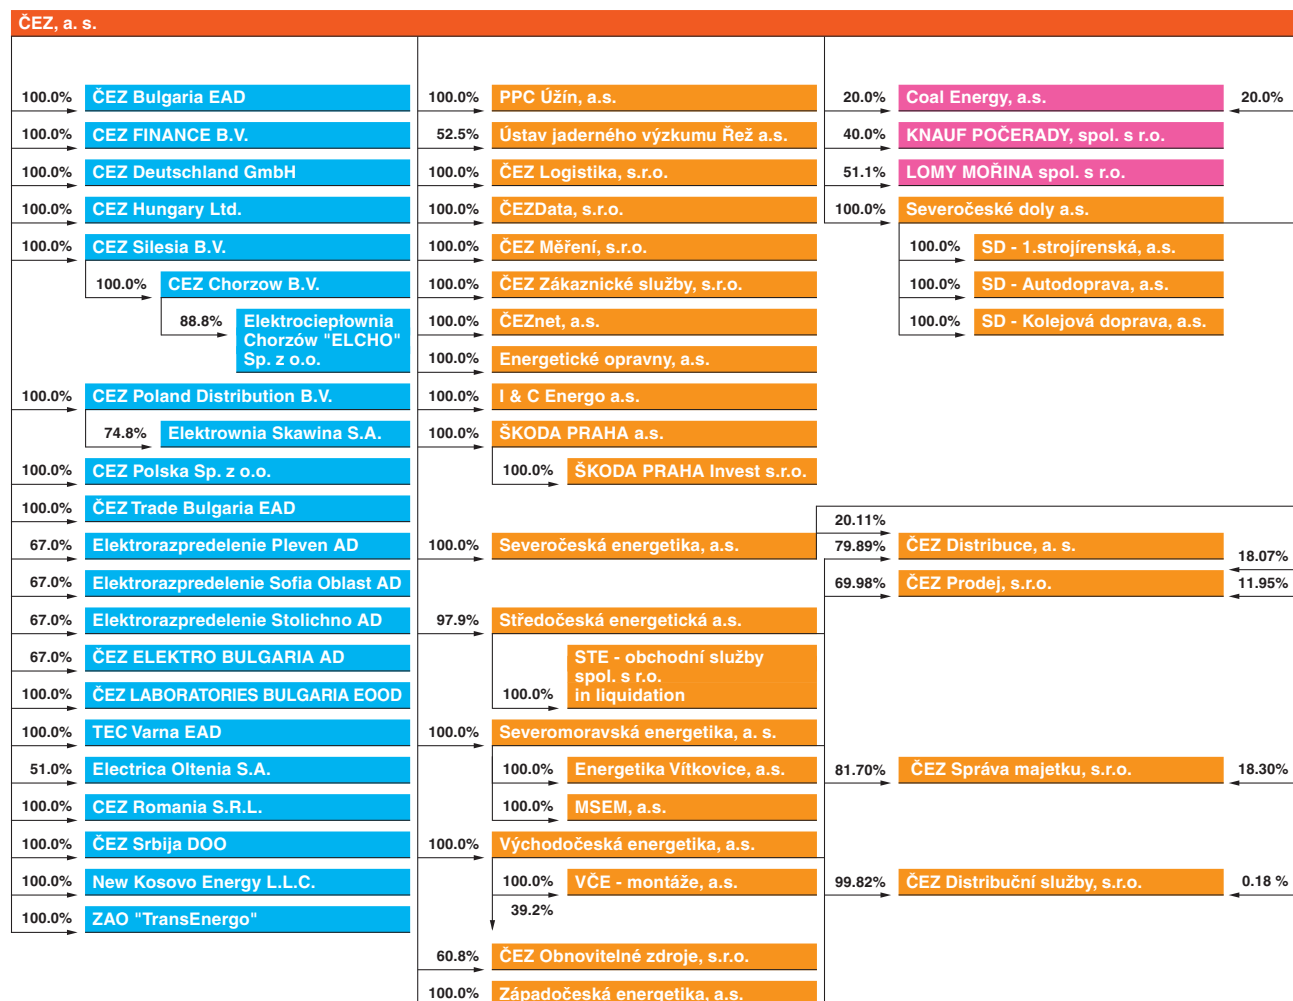 ČEZ, a. s.
100.0% ČEZ Bulgaria EAD
100.0% CEZ FINANCE B.V.
100.0% CEZ Deutschland GmbH
100.0% CEZ Hungary Ltd.
100.0% CEZ Silesia B.V.
100.0% CEZ Chorzow B.V.
88.8% Elektrociepłownia
Chorzów "ELCHO"
Sp. z o.o.
100.0% CEZ Poland Distribution B.V.
74.8% Elektrownia Skawina S.A.
100.0% CEZ Polska Sp. z o.o.
100.0% ČEZ Trade Bulgaria EAD
67.0% Elektrorazpredelenie Pleven AD
67.0% Elektrorazpredelenie Sofia Oblast AD
67.0% Elektrorazpredelenie Stolichno AD
67.0% ČEZ ELEKTRO BULGARIA AD
100.0% ČEZ LABORATORIES BULGARIA EOOD
100.0% TEC Varna EAD
51.0% Electrica Oltenia S.A.
100.0% CEZ Romania S.R.L.
100.0% ČEZ Srbija DOO
100.0% New Kosovo Energy L.L.C.
100.0% ZAO "TransEnergo"
100.0% PPC Úžín, a.s.
52.5% Ústav jaderného výzkumu Řež a.s.
100.0% ČEZ Logistika, s.r.o.
100.0% ČEZData, s.r.o.
100.0% ČEZ Měření, s.r.o.
100.0% ČEZ Zákaznické služby, s.r.o.
100.0% ČEZnet, a.s.
100.0% Energetické opravny, a.s.
100.0% I & C Energo a.s.
100.0% ŠKODA PRAHA a.s.
100.0% ŠKODA PRAHA Invest s.r.o.
100.0% Severočeská energetika, a.s.
97.9% Středočeská energetická a.s.
STE - obchodní služby
spol. s r.o.
100.0% in liquidation
100.0% Severomoravská energetika, a. s.
100.0% Energetika Vítkovice, a.s.
100.0% MSEM, a.s.
100.0% Východočeská energetika, a.s.
100.0% VČE - montáže, a.s.
39.2%
60.8% ČEZ Obnovitelné zdroje, s.r.o.
100.0% Západočeská energetika, a.s.
20.0% Coal Energy, a.s. 20.0%
40.0% KNAUF POČERADY, spol. s r.o.
51.1% LOMY MOŘINA spol. s r.o.
100.0% Severočeské doly a.s.
100.0% SD - 1.strojírenská, a.s.
100.0% SD - Autodoprava, a.s.
100.0% SD - Kolejová doprava, a.s.
20.11%
79.89% ČEZ Distribuce, a. s. 18.07%
69.98% ČEZ Prodej, s.r.o. 11.95%
81.70% ČEZ Správa majetku, s.r.o. 18.30%
99.82% ČEZ Distribuční služby, s.r.o. 0.18 %